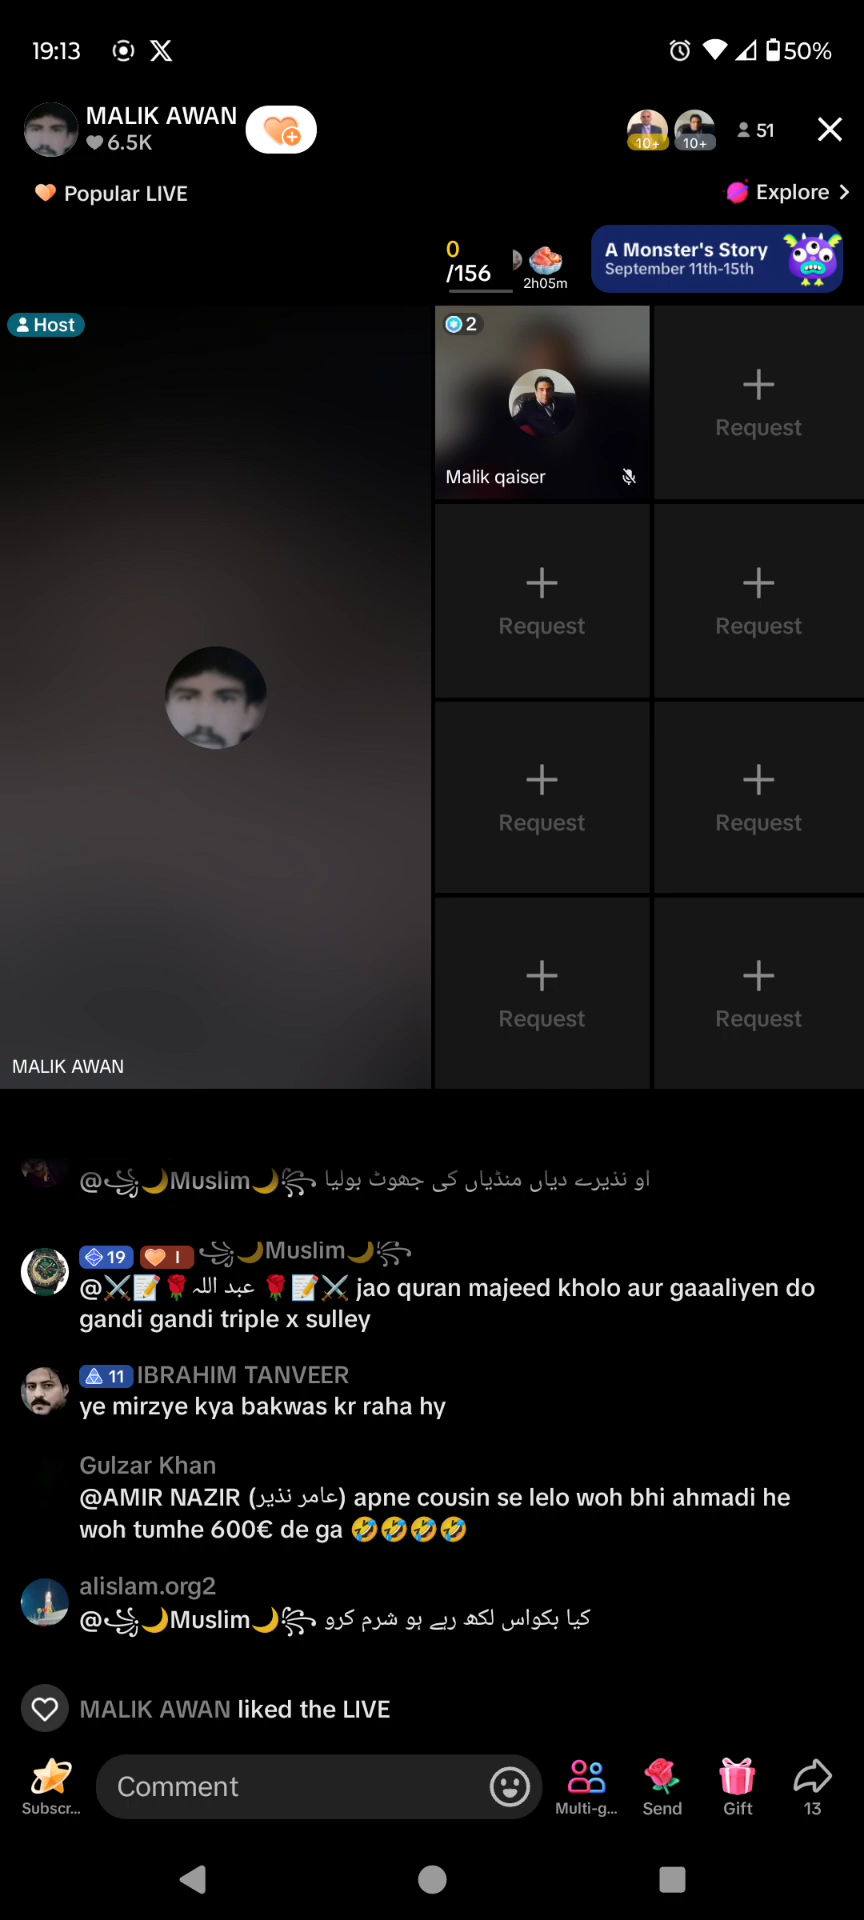 19:13
50%
MALIK AWAN
6.5K
10+
10+
51
Popular LIVE
Explore
0
/156
2h05m
A Monster's Story
September 11th-15th
Host
2
Malik qaiser
Request
Request
Request
Request
Request
Request
Request
MALIK AWAN
@꧁🌙Muslim🌙꧂ او نذیرے دیاں منڈیاں کی جھوٹ بولیا
19 I ꧁🌙Muslim🌙꧂
@⚔️📝🌹عبد اللہ 🌹📝⚔️ jao quran majeed kholo aur gaaaliyen do
gandi gandi triple x sulley
11 IBRAHIM TANVEER
ye mirzye kya bakwas kr raha hy
Gulzar Khan
@AMIR NAZIR (عامر نذیر) apne cousin se lelo woh bhi ahmadi he
woh tumhe 600€ de ga 🤣🤣🤣🤣
alislam.org2
@꧁🌙Muslim🌙꧂ کیا بکواس لکھ رہے ہو شرم کرو
MALIK AWAN liked the LIVE
Comment
Subscr...
Multi-g...
Send
Gift
13